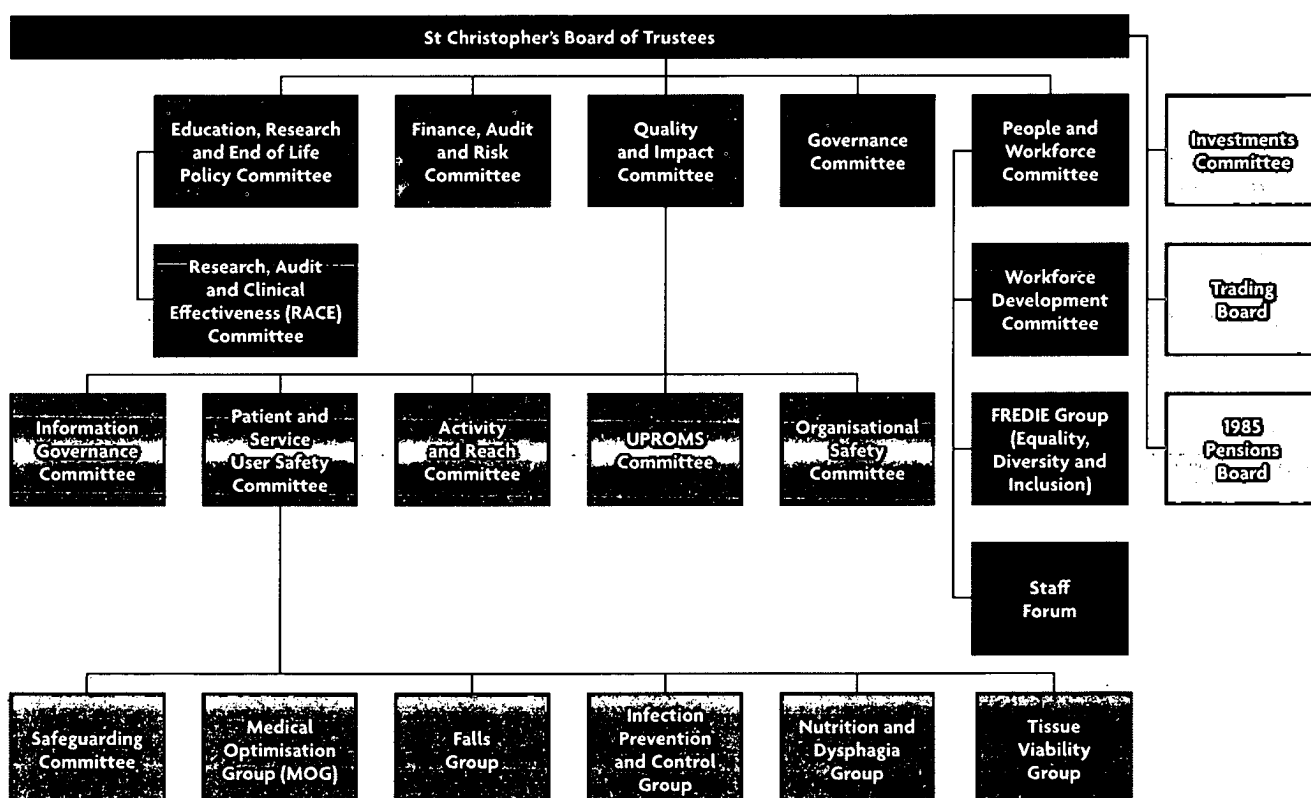 St Christopher's Board of Trustees
Education, Research
and End of Life
Policy Committee
Finance, Audit
and Risk
Committee
Quality
and Impact
Committee
Governance
Committee
People and
Workforce
Committee
Investments
Committee
Research, Audit
and Clinical
Effectiveness (RACE)
Committee
Workforce
Development
Committee
Trading
Board
Information
Governance
Committee
Patient and
Service
User Safety
Committee
Activity
and Reach
Committee
UPROMS
Committee
Organisational
Safety
Committee
FREDIE Group
(Equality,
Diversity and
Inclusion)
1985
Pensions
Board
Staff
Forum
Safeguarding
Committee
Medical
Optimisation
Group (MOG)
Falls
Group
Infection
Prevention
and Control
Group
Nutrition and
Dysphagia
Group
Tissue
Viability
Group